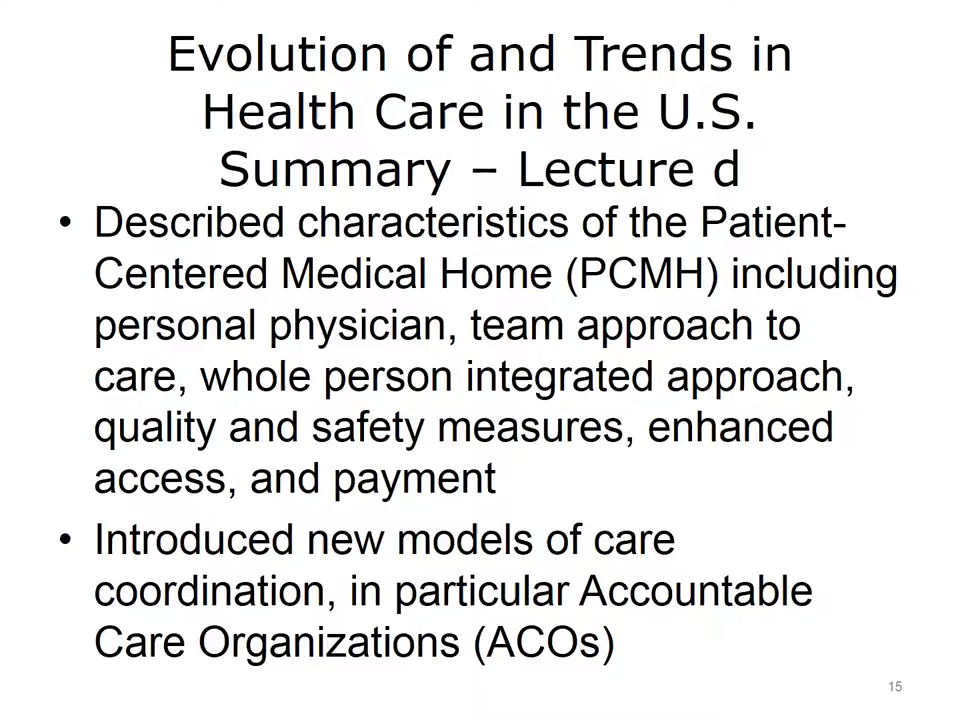 Evolution of and Trends in
Health Care in the U.S.
Summary – Lecture d
• Described characteristics of the Patient-
Centered Medical Home (PCMH) including
personal physician, team approach to
care, whole person integrated approach,
quality and safety measures, enhanced
access, and payment
• Introduced new models of care
coordination, in particular Accountable
Care Organizations (ACOs)
15